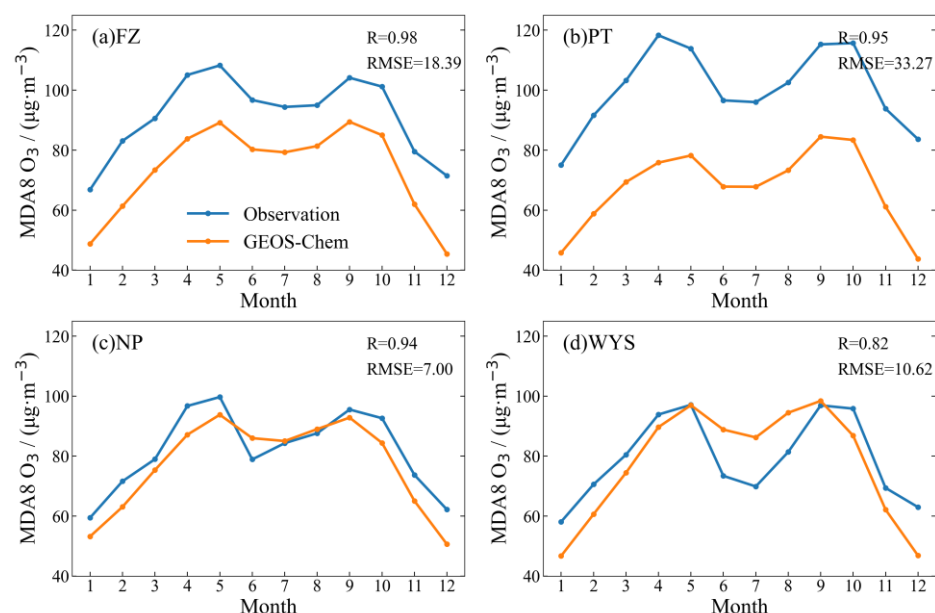 (a)FZ
R=0.98
RMSE=18.39
120
100
80
60
40
MDA8 O₃ / (μg·m⁻³)
Observation
GEOS-Chem
1 2 3 4 5 6 7 8 9 10 11 12
Month
(b)PT
R=0.95
RMSE=33.27
120
100
80
60
40
MDA8 O₃ / (μg·m⁻³)
1 2 3 4 5 6 7 8 9 10 11 12
Month
(c)NP
R=0.94
RMSE=7.00
120
100
80
60
40
MDA8 O₃ / (μg·m⁻³)
1 2 3 4 5 6 7 8 9 10 11 12
Month
(d)WYS
R=0.82
RMSE=10.62
120
100
80
60
40
MDA8 O₃ / (μg·m⁻³)
1 2 3 4 5 6 7 8 9 10 11 12
Month